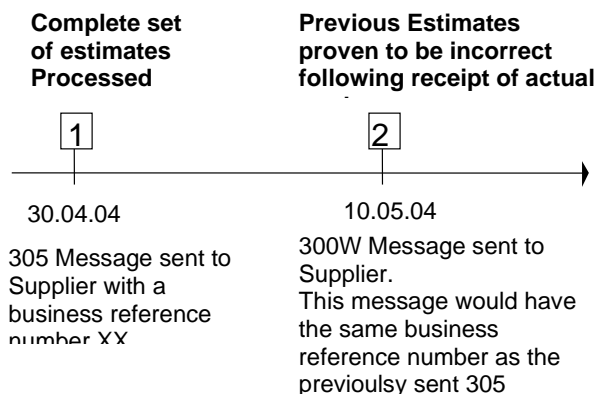 Complete set
of estimates
Processed
Previous Estimates
proven to be incorrect
following receipt of actual
1
2
30.04.04
10.05.04
305 Message sent to
Supplier with a
business reference
number XX
300W Message sent to
Supplier.
This message would have
the same business
reference number as the
previoulsy sent 305